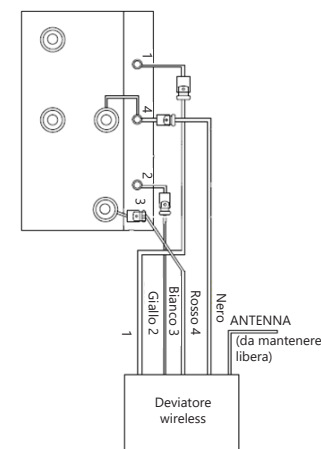 1
4
2
3
1
Giallo 2
Bianco 3
Rosso 4
Nero
ANTENNA
(da mantenere
libera)
Deviatore
wireless